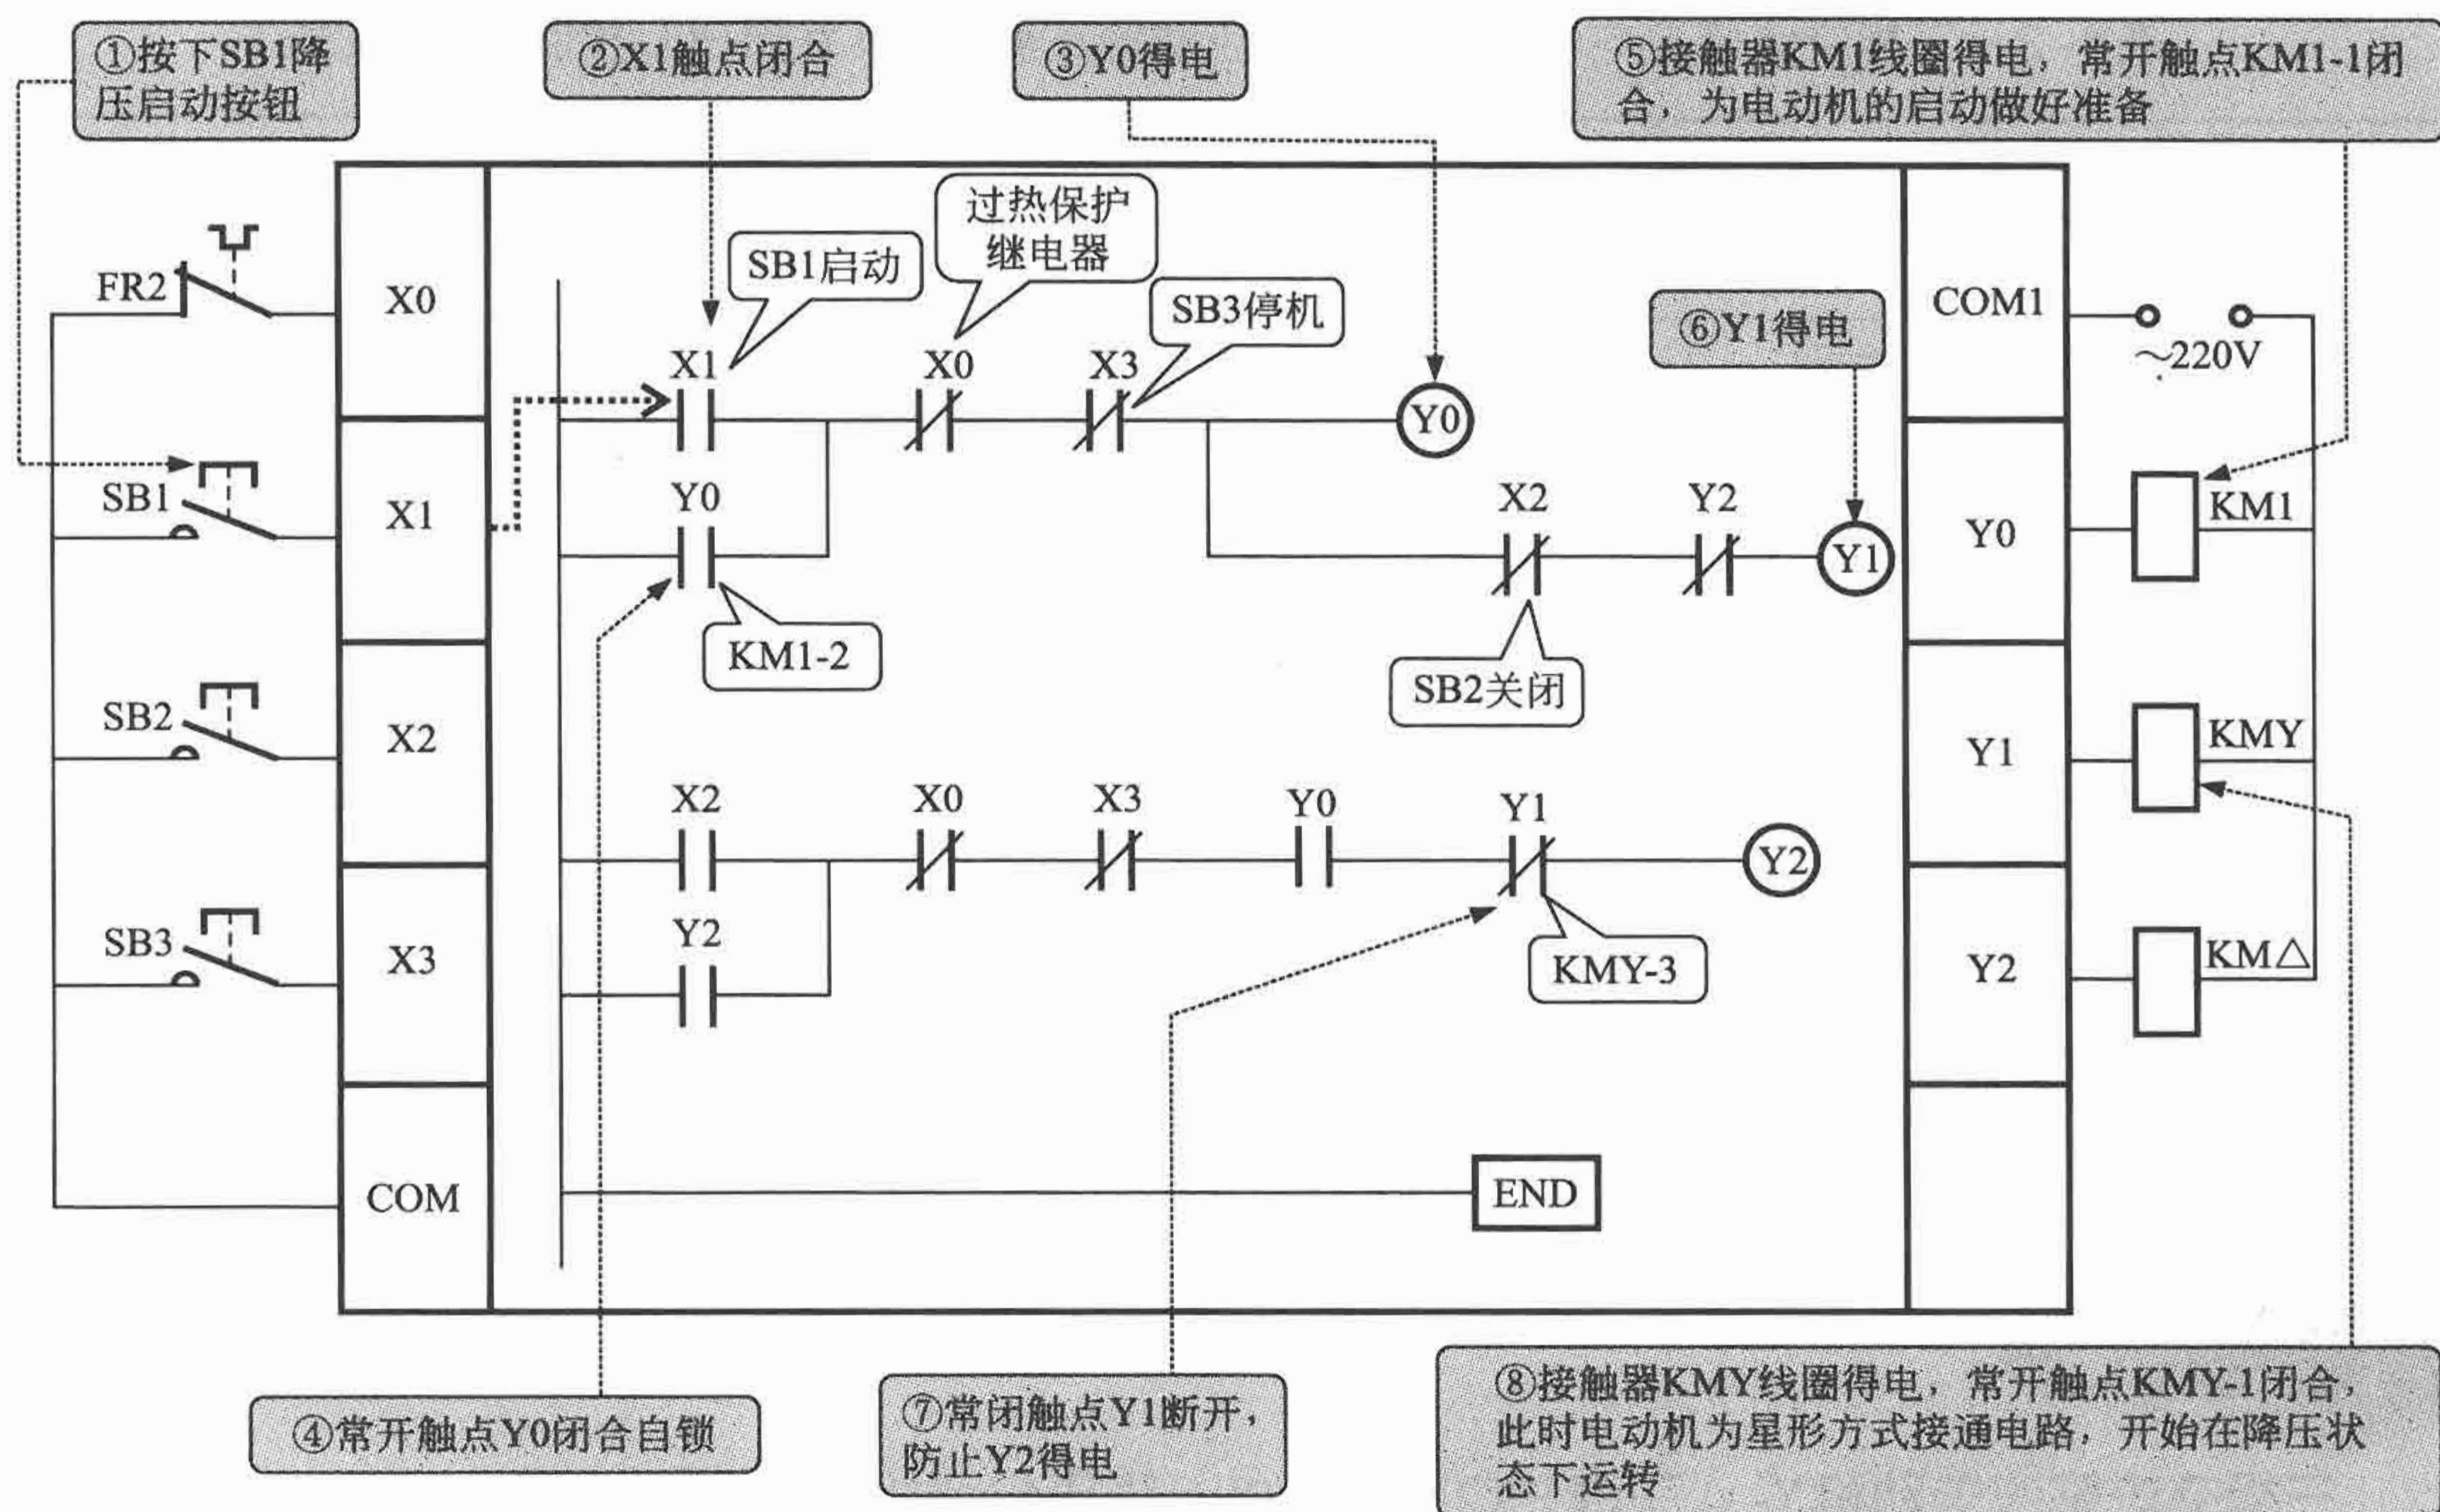 ①按下SB1降
压启动按钮
②X1触点闭合
③Y0得电
⑤接触器KM1线圈得电，常开触点KM1-1闭
合，为电动机的启动做好准备
过热保护
继电器
SB1启动
SB3停机
⑥Y1得电
FR2
X0
COM1
～220V
X1
X0
X3
Y0
SB1
X1
Y0
X2
Y2
Y1
Y0
KM1
KM1-2
SB2关闭
SB2
X2
Y1
KMY
X2
X0
X3
Y0
Y1
Y2
Y2
SB3
X3
KMY-3
Y2
KM△
COM
END
④常开触点Y0闭合自锁
⑦常闭触点Y1断开，
防止Y2得电
⑧接触器KMY线圈得电，常开触点KMY-1闭合，
此时电动机为星形方式接通电路，开始在降压状
态下运转